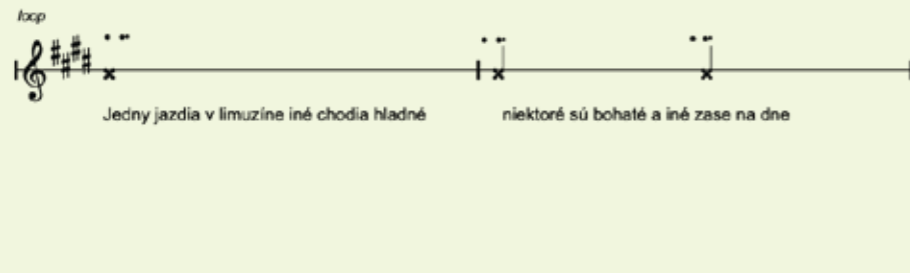 loop
Jedny jazdia v limuzíne iné chodia hladné niektoré sú bohaté a iné zase na dne